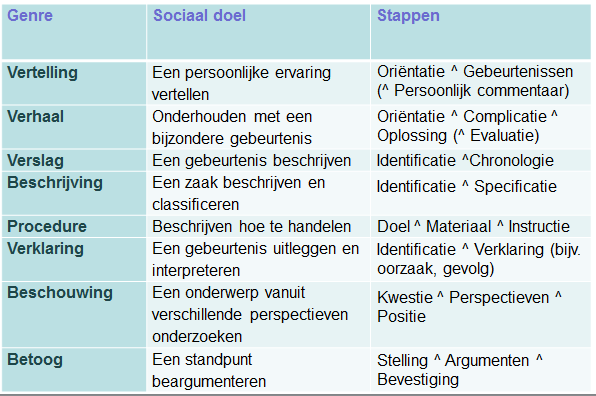 Genre Sociaal doel Stappen
Vertelling Een persoonlijke ervaring Oriëntatie ^ Gebeurtenissen
vertellen (^ Persoonlijk commentaar)
Verhaal Onderhouden met een Oriëntatie ^ Complicatie ^
bijzondere gebeurtenis Oplossing (^ Evaluatie)
Verslag Een gebeurtenis beschrijven Identificatie ^Chronologie
Beschrijving Een zaak beschrijven en Identificatie ^ Specificatie
classificeren
Procedure Beschrijven hoe te handelen Doel ^ Materiaal ^ Instructie
Verklaring Een gebeurtenis uitleggen en Identificatie ^ Verklaring (bijv.
interpreteren oorzaak, gevolg)
Beschouwing Een onderwerp vanuit Kwestie ^ Perspectieven ^
verschillende perspectieven Positie
onderzoeken
Betoog Een standpunt Stelling ^ Argumenten ^
beargumenteren Bevestiging